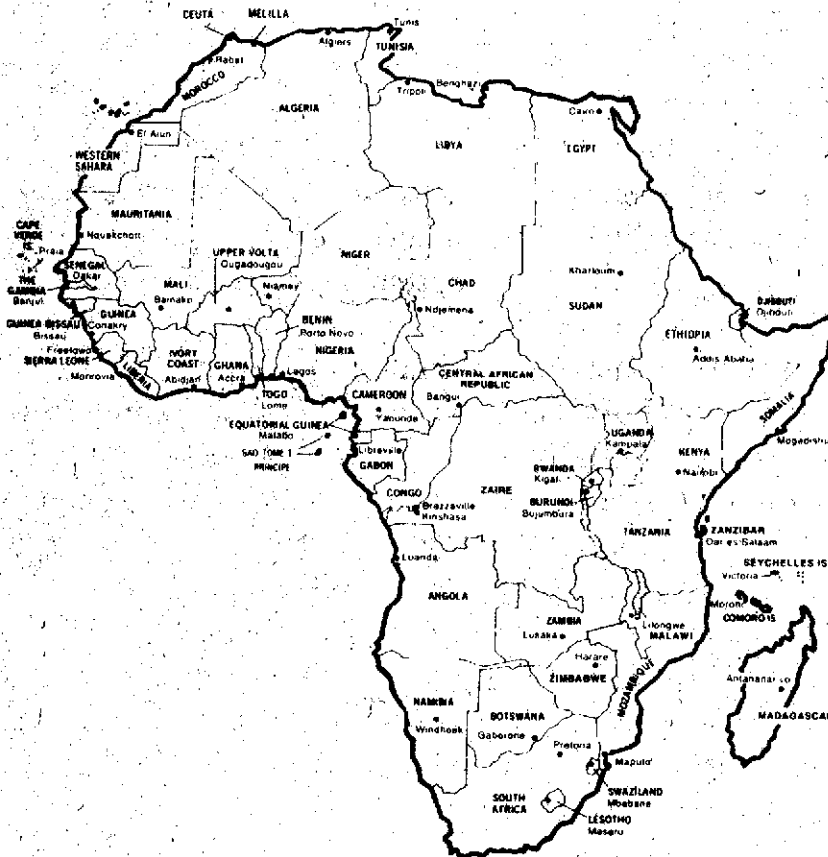 CEUTA
MELILLA
Tunis
Algiers
TUNISIA
Rabat
MOROCCO
Tripoli
Benghazi
Cairo
ALGERIA
El Aiun
LIBYA
EGYPT
WESTERN
SAHARA
MAURITANIA
CAPE
VERDE
IS.
Praia
Nouakchott
UPPER VOLTA
Ougadougou
NIGER
Khartoum
SENEGAL
Dakar
MALI
Bamako
Niamey
CHAD
THE
GAMBIA
Banjul
Ndjemena
SUDAN
DJIBOUTI
Djibouti
GUINEA
Conakry
BENIN
Porto Novo
GUINEA BISSAU
Bissau
ETHIOPIA
Addis Ababa
Freetown
SIERRA LEONE
IVORY
COAST
Abidjan
GHANA
Accra
NIGERIA
Lagos
Monrovia
LIBERIA
TOGO
Lome
CAMEROON
Yaounde
CENTRAL AFRICAN
REPUBLIC
Bangui
SOMALIA
Mogadishu
EQUATORIAL GUINEA
Malabo
UGANDA
Kampala
KENYA
Nairobi
SAO TOME
PRINCIPE
Libreville
GABON
RWANDA
Kigali
CONGO
ZAIRE
BURUNDI
Bujumbura
Brazzaville
Kinshasa
TANZANIA
ZANZIBAR
Dar es Salaam
Luanda
SEYCHELLES IS
Victoria
ANGOLA
Moroni
COMORO IS
ZAMBIA
Lusaka
Lilongwe
MALAWI
Harare
ZIMBABWE
MOZAMBIQUE
MADAGASCAR
NAMIBIA
Windhoek
BOTSWANA
Gaborone
Pretoria
Maputo
SWAZILAND
Mbabane
SOUTH
AFRICA
LESOTHO
Maseru